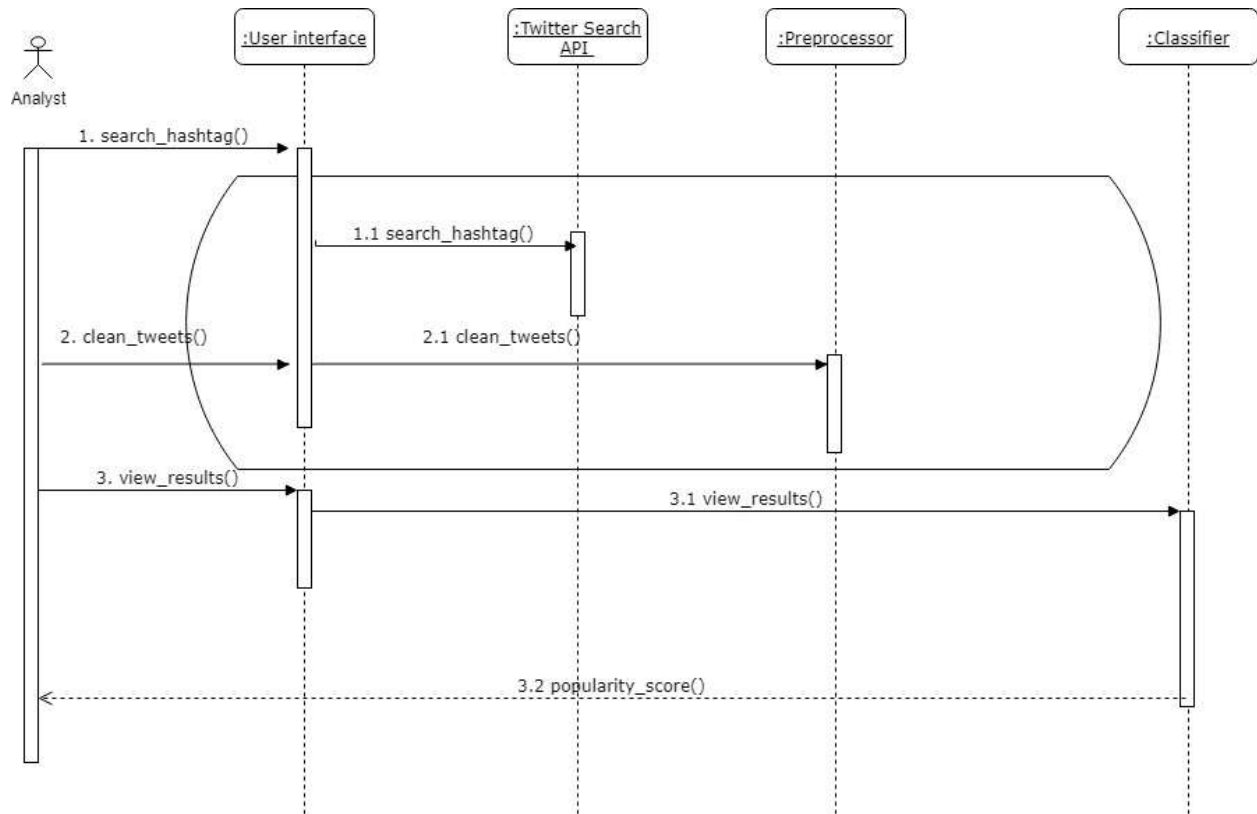 :User interface
:Twitter Search
API
:Preprocessor
:Classifier
Analyst
1. search_hashtag()
1.1 search_hashtag()
2. clean_tweets()
2.1 clean_tweets()
3. view_results()
3.1 view_results()
3.2 popularity_score()